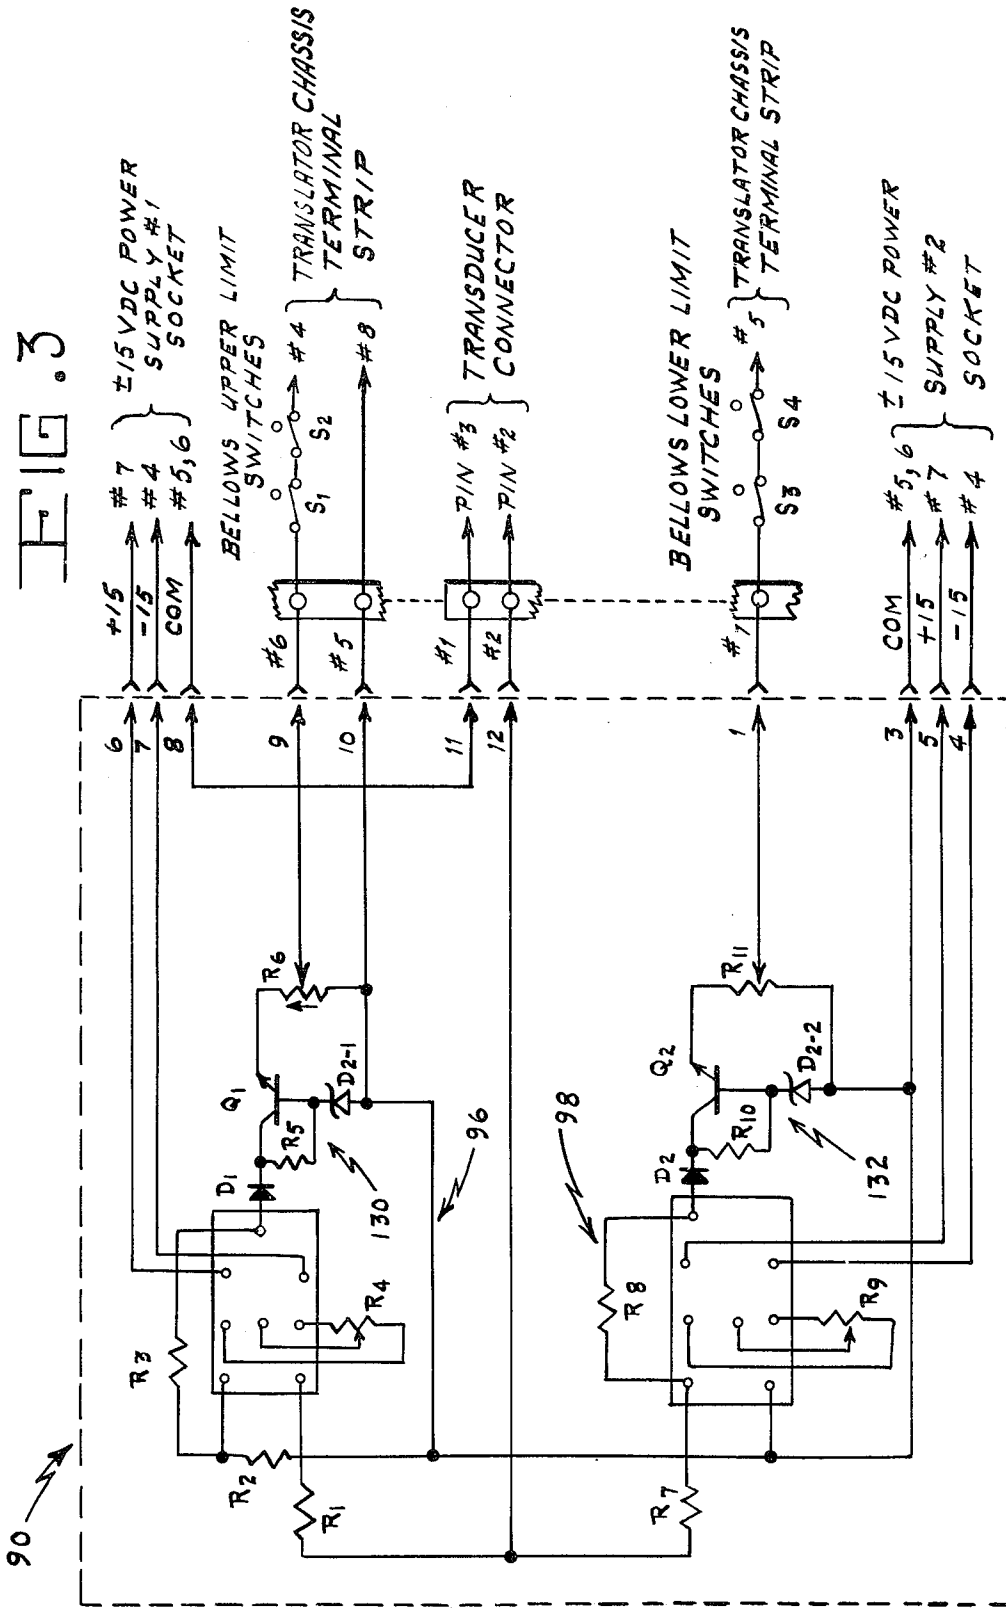 FIG. 3
90
+15
-15
COM
#7
#4
#5,6
±15 VDC POWER
SUPPLY #1
SOCKET
BELLOWS UPPER LIMIT
SWITCHES
#6
#5
S1
S2
#4
#8
TRANSLATOR CHASSIS
TERMINAL
STRIP
#1
#2
PIN #3
PIN #2
TRANSDUCER
CONNECTOR
BELLOWS LOWER LIMIT
SWITCHES
#7
S3
S4
#5
TRANSLATOR CHASSIS
TERMINAL STRIP
COM
+15
-15
#5,6
#7
#4
±15 VDC POWER
SUPPLY #2
SOCKET
6
7
8
9
10
11
12
1
3
5
4
R6
Q1
D2-1
R5
D1
130
R4
R3
R2
R1
96
98
R11
Q2
D2-2
R10
D2
132
R8
R9
R7